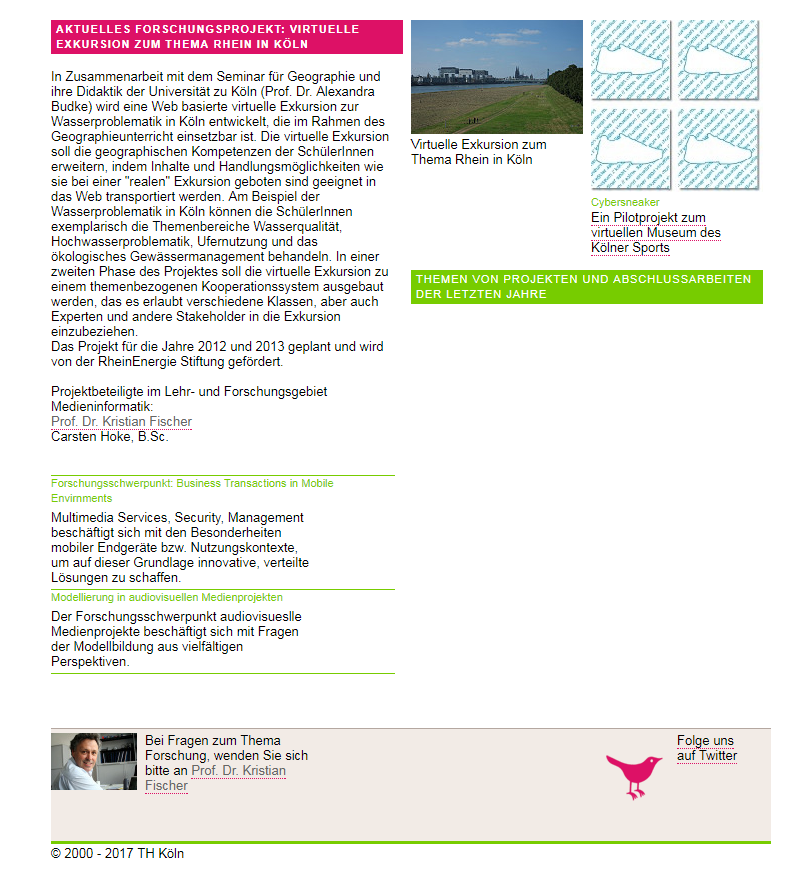 AKTUELLES FORSCHUNGSPROJEKT: VIRTUELLE
EXKURSION ZUM THEMA RHEIN IN KÖLN
In Zusammenarbeit mit dem Seminar für Geographie und
ihre Didaktik der Universität zu Köln (Prof. Dr. Alexandra
Budke) wird eine Web basierte virtuelle Exkursion zur
Wasserproblematik in Köln entwickelt, die im Rahmen des
Geographieunterricht einsetzbar ist. Die virtuelle Exkursion
soll die geographischen Kompetenzen der SchülerInnen
erweitern, indem Inhalte und Handlungsmöglichkeiten wie
sie bei einer "realen" Exkursion geboten sind geeignet in
das Web transportiert werden. Am Beispiel der
Wasserproblematik in Köln können die SchülerInnen
exemplarisch die Themenbereiche Wasserqualität,
Hochwasserproblematik, Ufernutzung und das
ökologisches Gewässermanagement behandeln. In einer
zweiten Phase des Projektes soll die virtuelle Exkursion zu
einem themenbezogenen Kooperationssystem ausgebaut
werden, das es erlaubt verschiedene Klassen, aber auch
Experten und andere Stakeholder in die Exkursion
einzubeziehen.
Das Projekt für die Jahre 2012 und 2013 geplant und wird
von der RheinEnergie Stiftung gefördert.
Projektbeteiligte im Lehr- und Forschungsgebiet
Medieninformatik:
Prof. Dr. Kristian Fischer
Carsten Hoke, B.Sc.
Forschungsschwerpunkt: Business Transactions in Mobile
Envirnments
Multimedia Services, Security, Management
beschäftigt sich mit den Besonderheiten
mobiler Endgeräte bzw. Nutzungskontexte,
um auf dieser Grundlage innovative, verteilte
Lösungen zu schaffen.
Modellierung in audiovisuellen Medienprojekten
Der Forschungsschwerpunkt audiovisueslle
Medienprojekte beschäftigt sich mit Fragen
der Modellbildung aus vielfältigen
Perspektiven.
Virtuelle Exkursion zum
Thema Rhein in Köln
Cybersneaker
Ein Pilotprojekt zum
virtuellen Museum des
Kölner Sports
THEMEN VON PROJEKTEN UND ABSCHLUSSARBEITEN
DER LETZTEN JAHRE
Bei Fragen zum Thema
Forschung, wenden Sie sich
bitte an Prof. Dr. Kristian
Fischer
Folge uns
auf Twitter
© 2000 - 2017 TH Köln